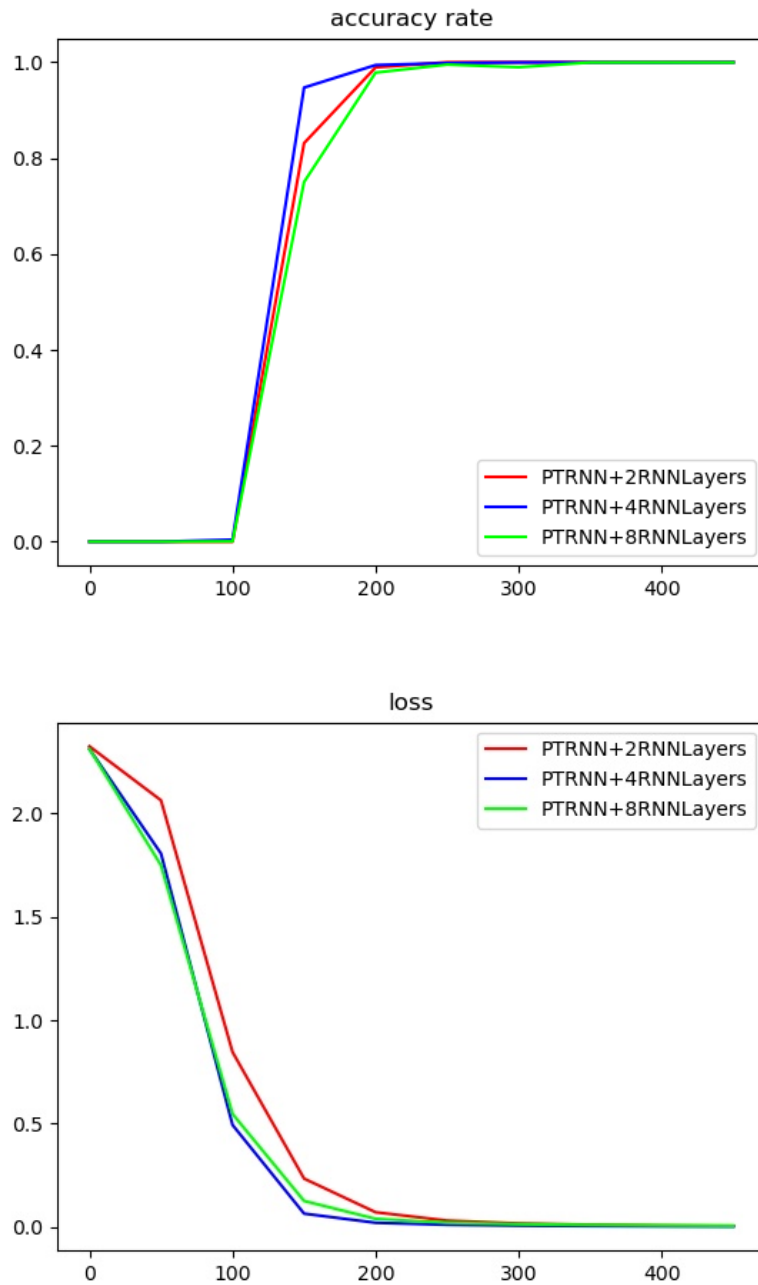 accuracy rate
1.0
0.8
0.6
0.4
0.2
0.0
PTRNN+2RNNLayers
PTRNN+4RNNLayers
PTRNN+8RNNLayers
0 100 200 300 400
loss
2.0
1.5
1.0
0.5
0.0
PTRNN+2RNNLayers
PTRNN+4RNNLayers
PTRNN+8RNNLayers
0 100 200 300 400